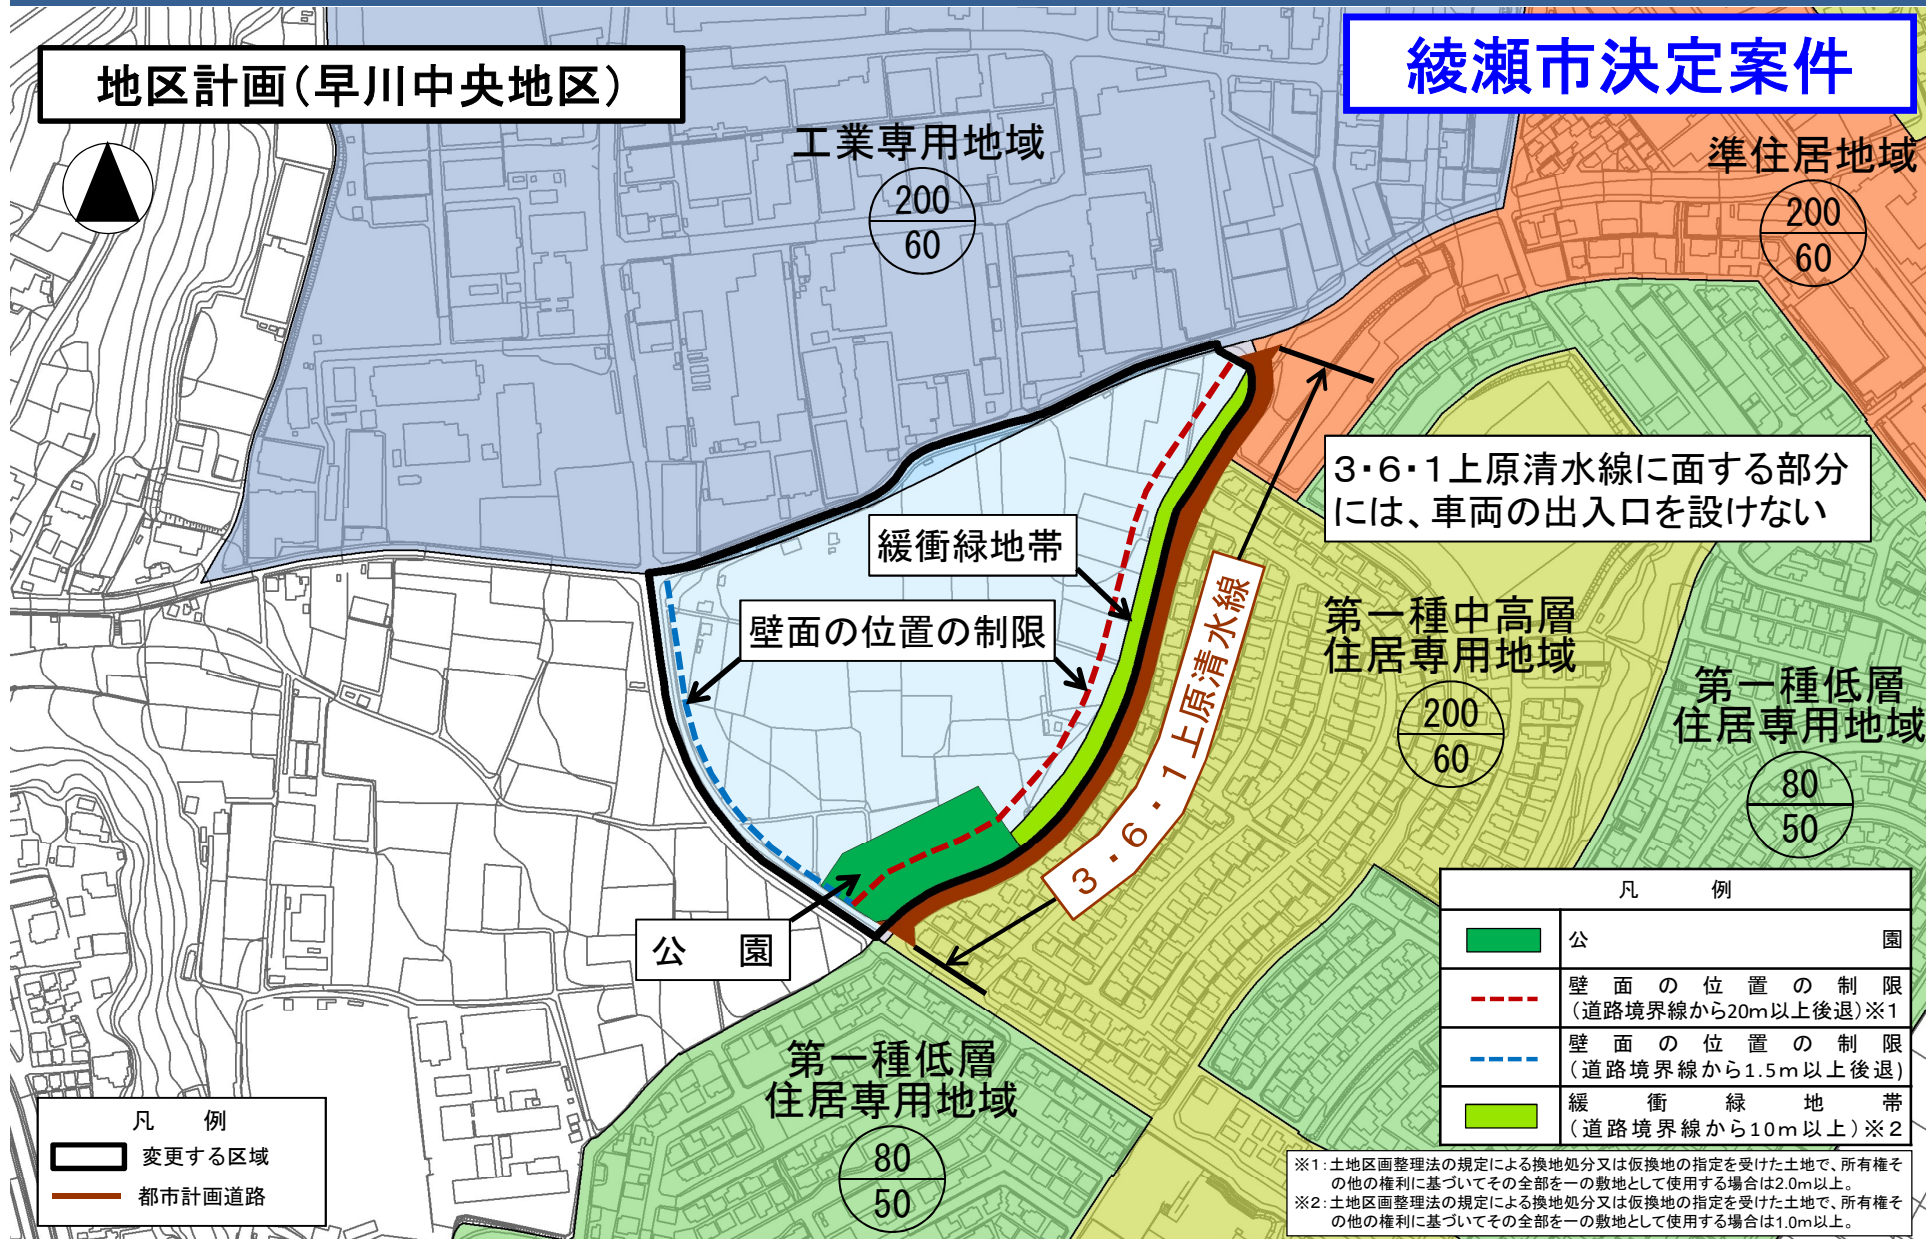 地区計画（早川中央地区）
綾瀬市決定案件
工業専用地域
200
60
準住居地域
200
60
3・6・1上原清水線に面する部分
には、車両の出入口を設けない
緩衝緑地帯
壁面の位置の制限
3・6・1上原清水線
第一種中高層
住居専用地域
200
60
第一種低層
住居専用地域
80
50
公　園
第一種低層
住居専用地域
80
50
凡　例
変更する区域
都市計画道路
凡　例
公園
壁面の位置の制限
（道路境界線から20m以上後退）※1
壁面の位置の制限
（道路境界線から1.5m以上後退）
緩衝緑地帯
（道路境界線から10m以上）※2
※1：土地区画整理法の規定による換地処分又は仮換地の指定を受けた土地で、所有権そ
の他の権利に基づいてその全部を一の敷地として使用する場合は2.0m以上。
※2：土地区画整理法の規定による換地処分又は仮換地の指定を受けた土地で、所有権そ
の他の権利に基づいてその全部を一の敷地として使用する場合は1.0m以上。